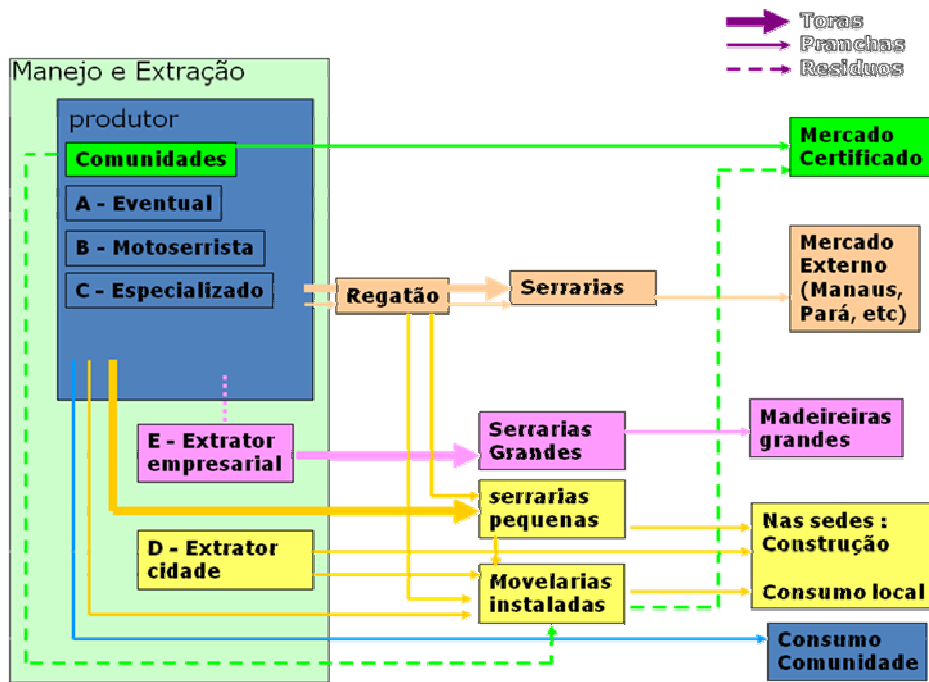 Toras
Pranchas
Residuos
Manejo e Extração
produtor
Comunidades
A - Eventual
B - Motoserrista
C - Especializado
Regatão
Serrarias
Mercado
Certificado
Mercado
Externo
(Manaus,
Pará, etc)
E - Extrator
empresarial
Serrarias
Grandes
Madeireiras
grandes
serrarias
pequenas
D - Extrator
cidade
Movelarias
instaladas
Nas sedes :
Construção
Consumo local
Consumo
Comunidade